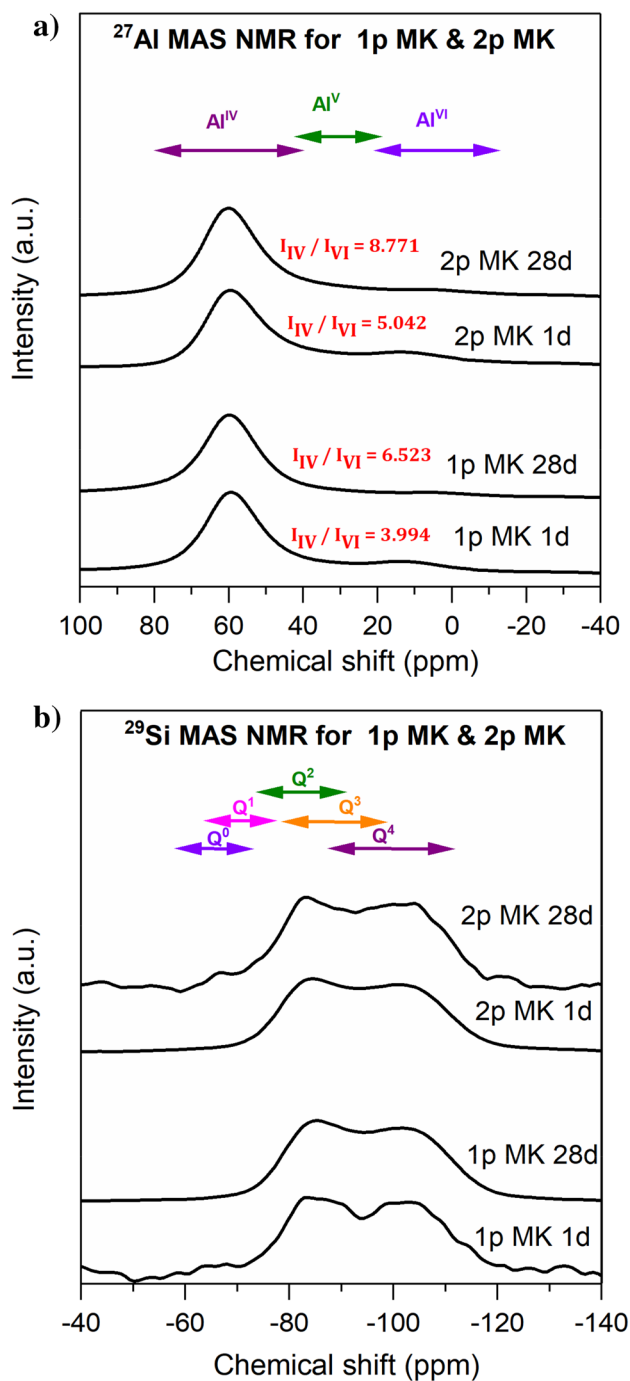 a)
²⁷Al MAS NMR for 1p MK & 2p MK
Al^IV Al^V Al^VI
I_IV / I_VI = 8.771
2p MK 28d
I_IV / I_VI = 5.042
2p MK 1d
I_IV / I_VI = 6.523
1p MK 28d
I_IV / I_VI = 3.994
1p MK 1d
Intensity (a.u.)
100 80 60 40 20 0 -20 -40
Chemical shift (ppm)
b)
²⁹Si MAS NMR for 1p MK & 2p MK
Q²
Q¹ Q³
Q⁰ Q⁴
2p MK 28d
2p MK 1d
1p MK 28d
1p MK 1d
Intensity (a.u.)
-40 -60 -80 -100 -120 -140
Chemical shift (ppm)